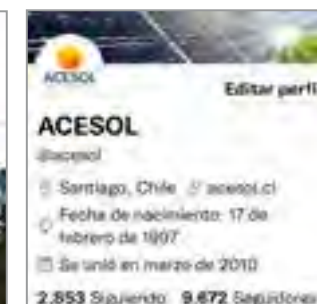 ACESOL
Editar perfi
ACESOL
@acesol
Santiago, Chile acesol.cl
Fecha de nacimiento: 17 de
febrero de 1997
Se unió en marzo de 2010
2.853 Siguiendo 9.672 Seguidores